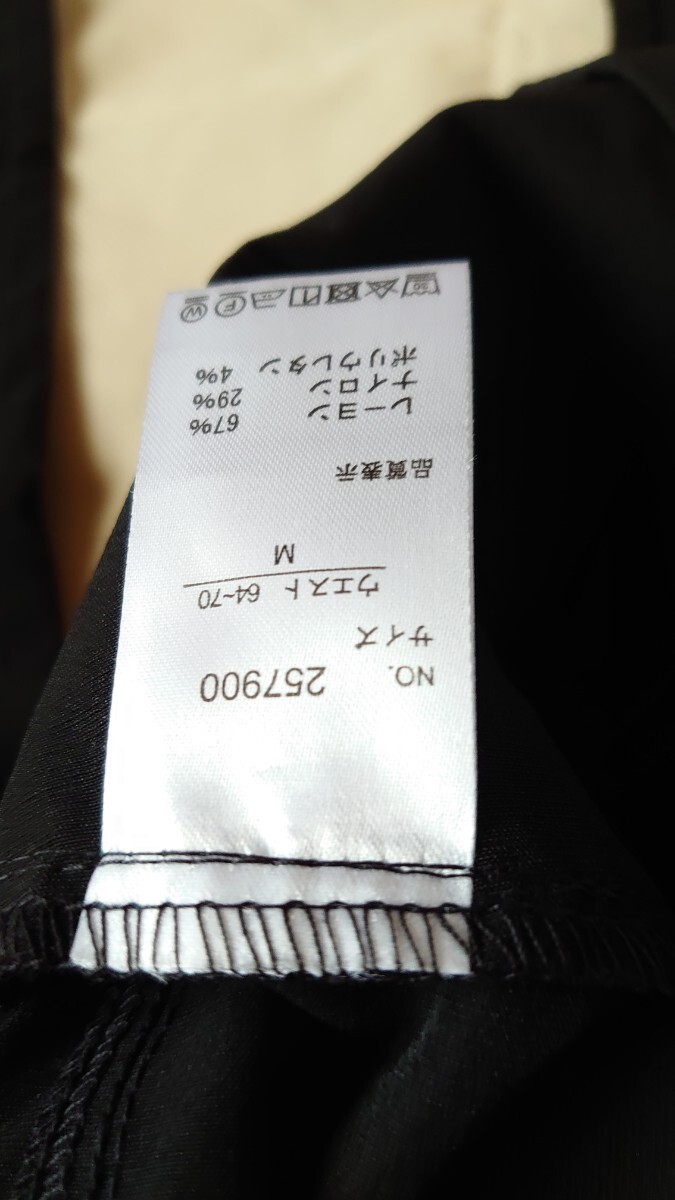 NO. 257900
サイズ
ウエスト 64~70
M
品質表示
レーヨン 67%
ナイロン 29%
ポリウレタン 4%
F W